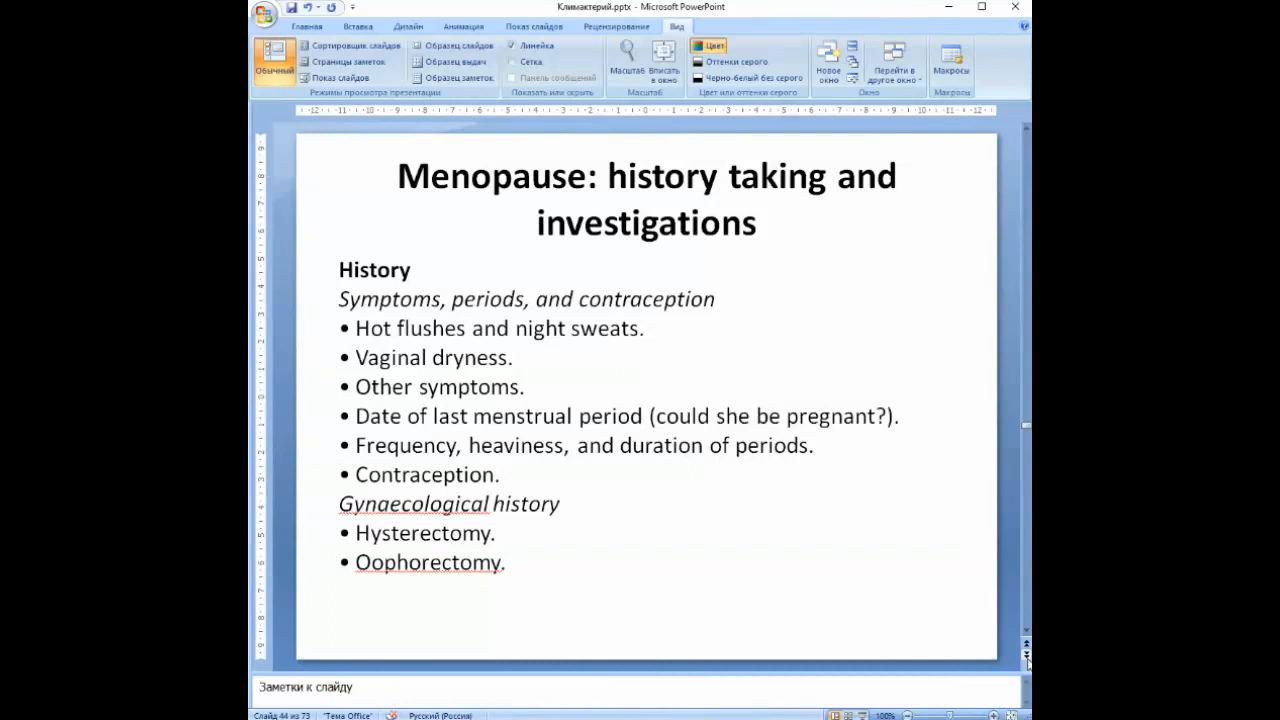 Климактерий.pptx - Microsoft PowerPoint
Главная Вставка Дизайн Анимация Показ слайдов Рецензирование Вид
Обычный
Сортировщик слайдов
Страницы заметок
Показ слайдов
Образец слайдов
Образец выдач
Образец заметок
Режимы просмотра презентации
Линейка
Сетка
Панель сообщений
Показать или скрыть
Масштаб
Вписать в окно
Масштаб
Цвет
Оттенки серого
Черно-белый без серого
Цвет или оттенки серого
Новое окно
Перейти в другое окно
Окно
Макросы
Макросы
Menopause: history taking and
investigations
History
Symptoms, periods, and contraception
• Hot flushes and night sweats.
• Vaginal dryness.
• Other symptoms.
• Date of last menstrual period (could she be pregnant?).
• Frequency, heaviness, and duration of periods.
• Contraception.
Gynaecological history
• Hysterectomy.
• Oophorectomy.
Заметки к слайду
Слайд 44 из 73 "Тема Office" Русский (Россия) 100%